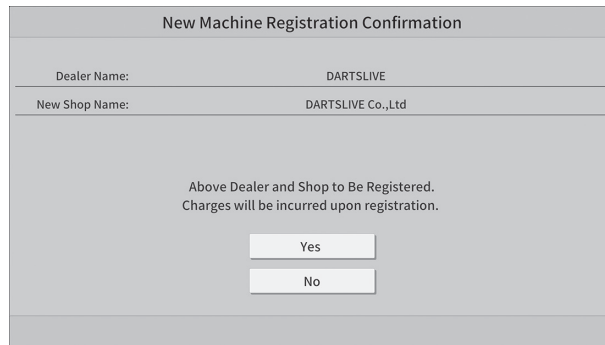 New Machine Registration Confirmation
Dealer Name: DARTSLIVE
New Shop Name: DARTSLIVE Co.,Ltd
Above Dealer and Shop to Be Registered.
Charges will be incurred upon registration.
Yes
No